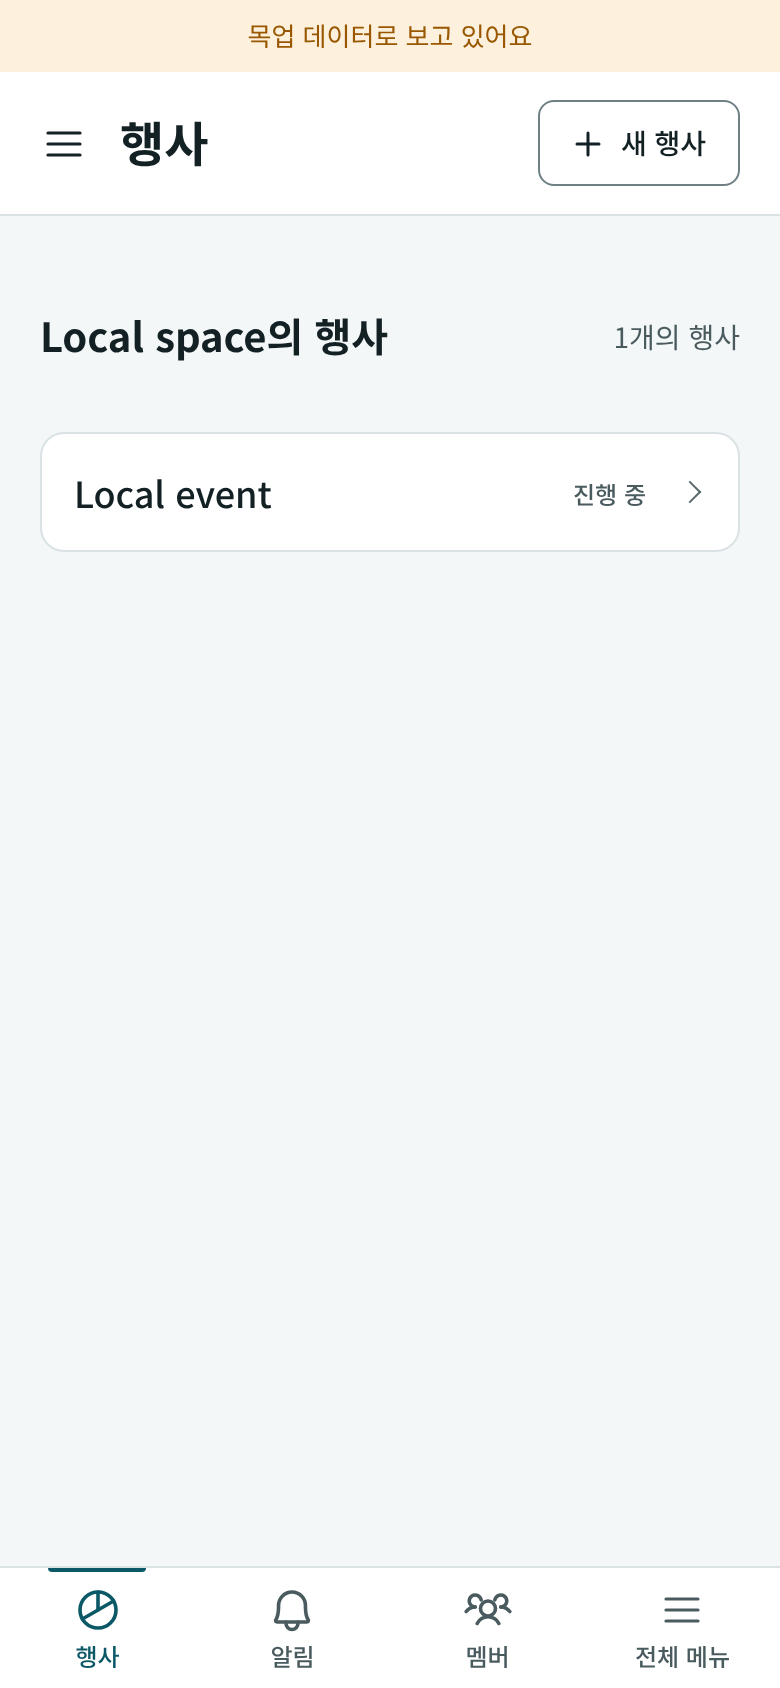 목업 데이터로 보고 있어요
행사
새 행사
Local space의 행사
1개의 행사
Local event
진행 중
행사
알림
멤버
전체 메뉴